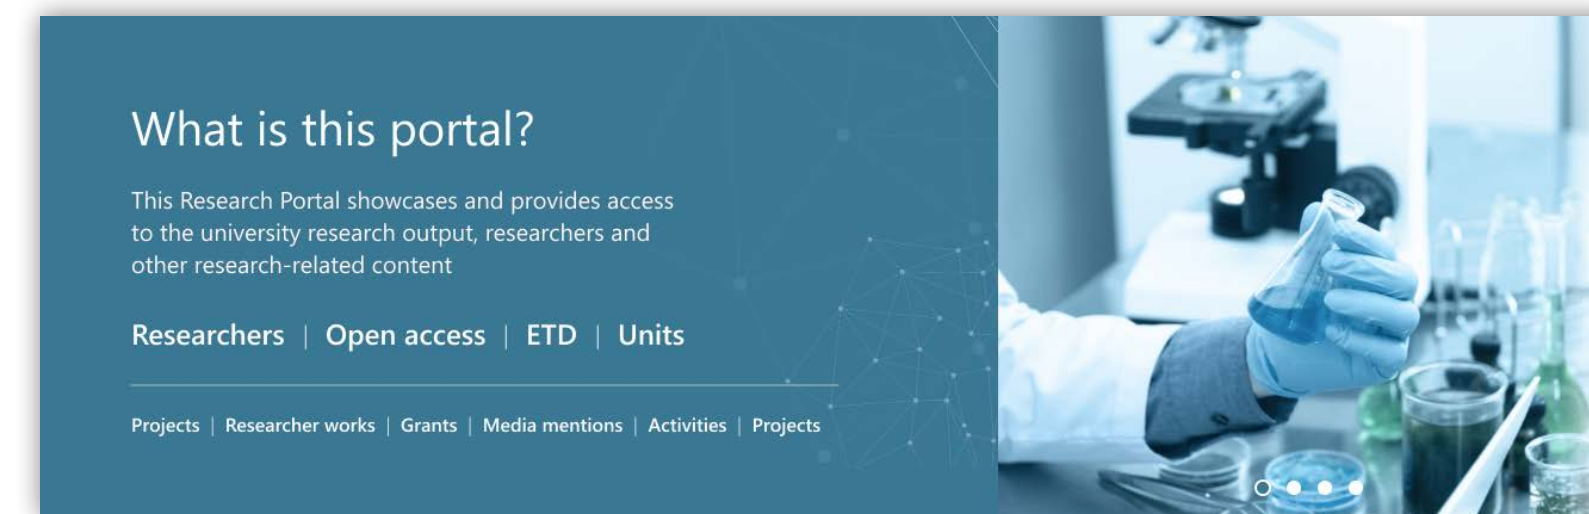 What is this portal?
This Research Portal showcases and provides access
to the university research output, researchers and
other research-related content
Researchers | Open access | ETD | Units
Projects | Researcher works | Grants | Media mentions | Activities | Projects